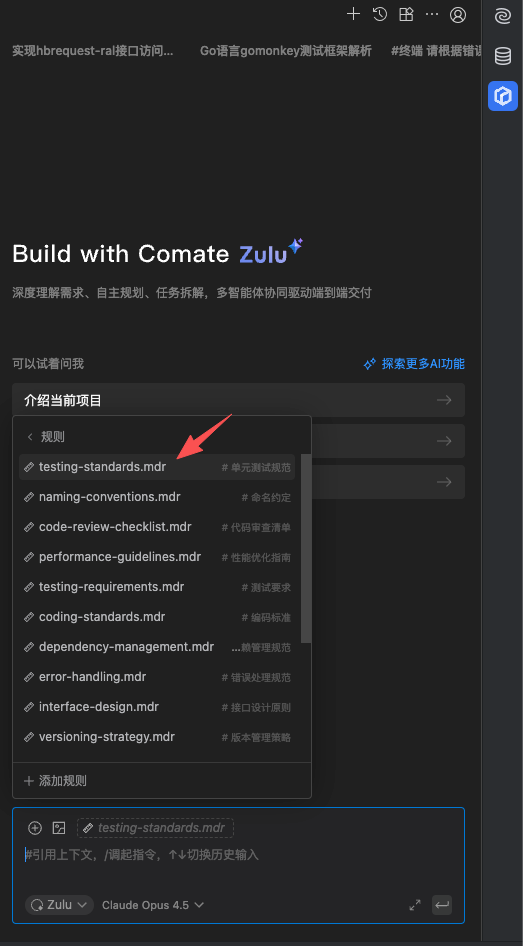 实现hbrequest-ral接口访问... Go语言gomonkey测试框架解析 #终端 请根据错误
Build with Comate Zulu
深度理解需求、自主规划、任务拆解，多智能体协同驱动端到端交付
可以试着问我 探索更多AI功能
介绍当前项目
规则
testing-standards.mdr # 单元测试规范
naming-conventions.mdr # 命名约定
code-review-checklist.mdr # 代码审查清单
performance-guidelines.mdr # 性能优化指南
testing-requirements.mdr # 测试要求
coding-standards.mdr # 编码标准
dependency-management.mdr ...赖管理规范
error-handling.mdr # 错误处理规范
interface-design.mdr # 接口设计原则
versioning-strategy.mdr # 版本管理策略
添加规则
testing-standards.mdr
#引用上下文，/调起指令，↑↓切换历史输入
Zulu Claude Opus 4.5